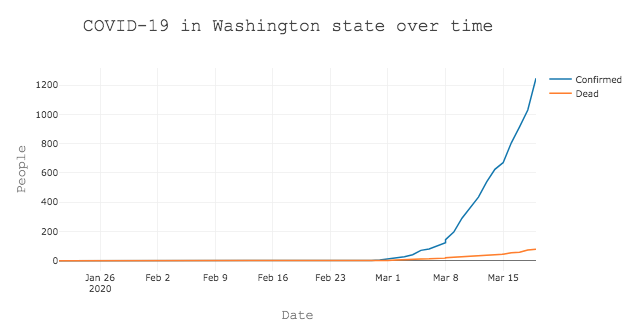 COVID-19 in Washington state over time
Confirmed
Dead
People
1200
1000
800
600
400
200
0
Jan 26
2020
Feb 2
Feb 9
Feb 16
Feb 23
Mar 1
Mar 8
Mar 15
Date